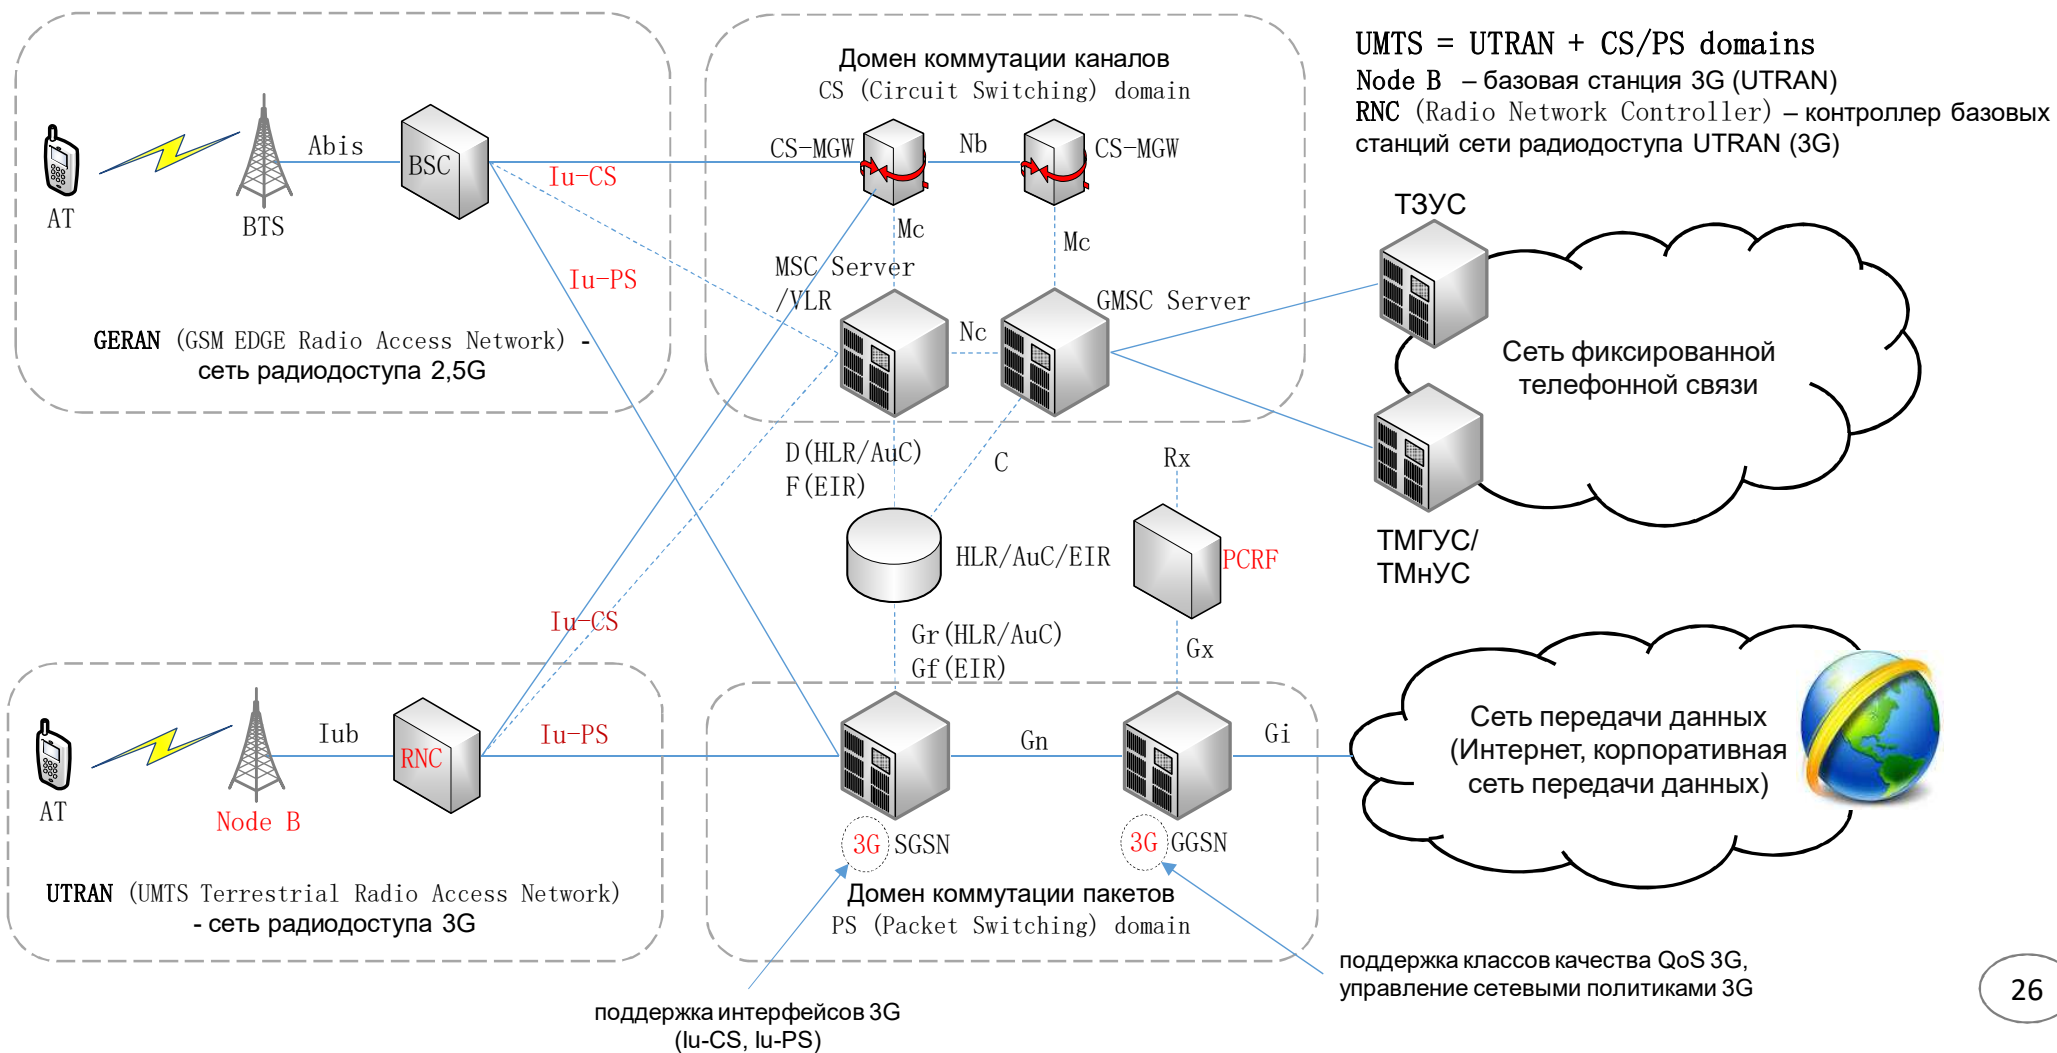 Домен коммутации каналов
CS (Circuit Switching) domain
UMTS = UTRAN + CS/PS domains
Node B – базовая станция 3G (UTRAN)
RNC (Radio Network Controller) – контроллер базовых
станций сети радиодоступа UTRAN (3G)
AT
BTS
Abis
BSC
Iu-CS
Iu-PS
GERAN (GSM EDGE Radio Access Network) -
сеть радиодоступа 2,5G
CS-MGW
Nb
CS-MGW
Mc
Mc
MSC Server
/VLR
Nc
GMSC Server
ТЗУС
Сеть фиксированной
телефонной связи
ТМГУС/
ТМнУС
D(HLR/AuC)
F(EIR)
C
Rx
HLR/AuC/EIR
PCRF
Gr(HLR/AuC)
Gf(EIR)
Gx
Iu-CS
AT
Node B
Iub
RNC
Iu-PS
UTRAN (UMTS Terrestrial Radio Access Network)
- сеть радиодоступа 3G
Gn
Gi
3G SGSN
3G GGSN
Домен коммутации пакетов
PS (Packet Switching) domain
Сеть передачи данных
(Интернет, корпоративная
сеть передачи данных)
поддержка интерфейсов 3G
(Iu-CS, Iu-PS)
поддержка классов качества QoS 3G,
управление сетевыми политиками 3G
26